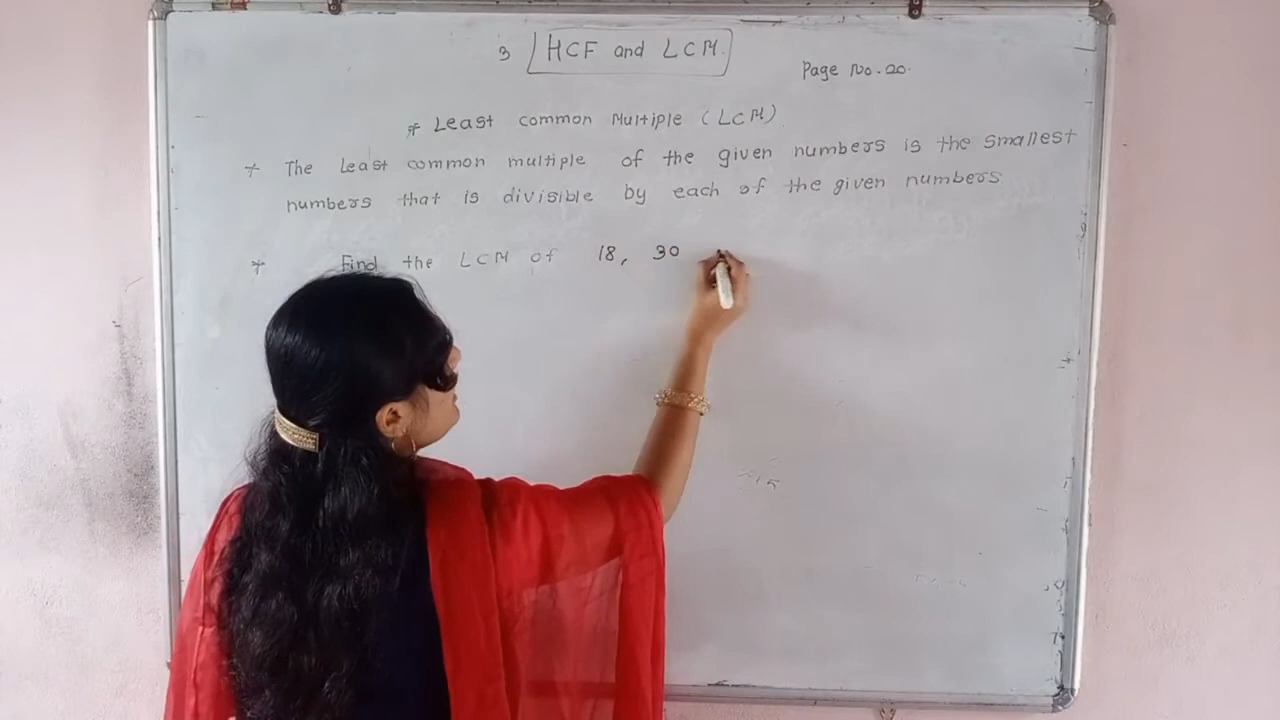 3 HCF and LCM.
Page No. 20.
* Least common Multiple (LCM)
* The Least common multiple of the given numbers is the smallest
numbers that is divisible by each of the given numbers
* Find the LCM of 18, 30